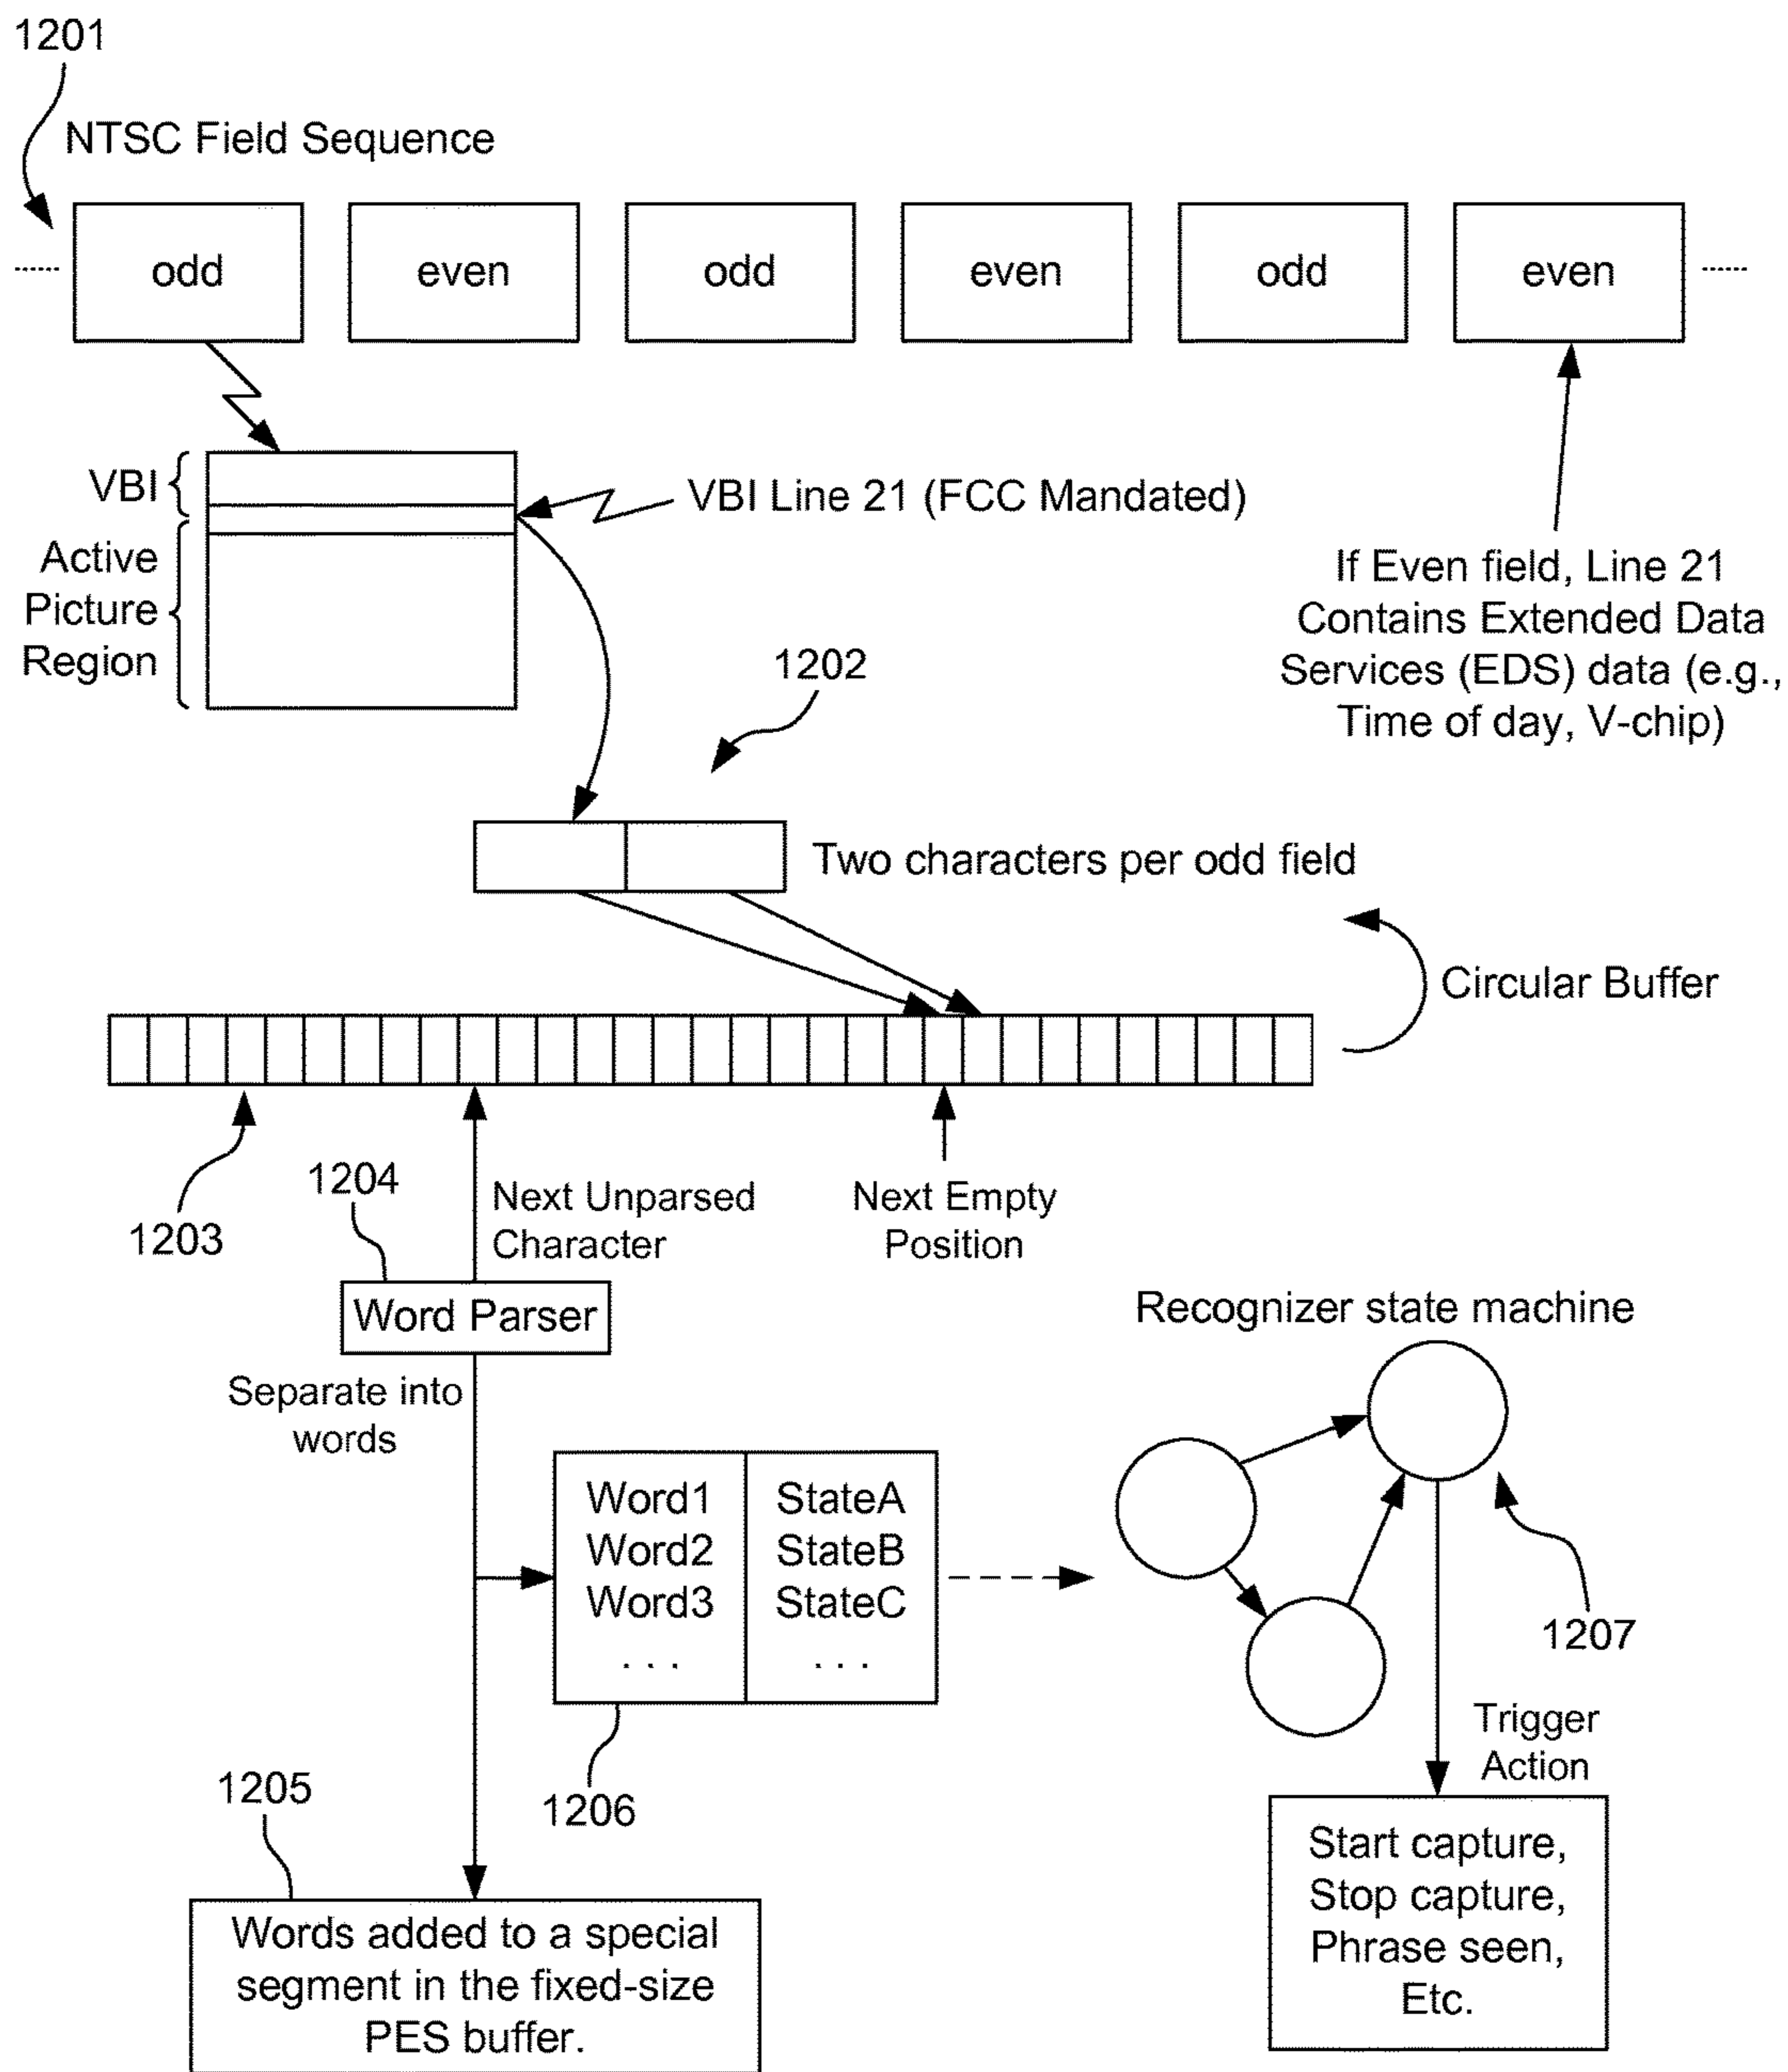 1201
NTSC Field Sequence
odd
even
odd
even
odd
even
VBI
VBI Line 21 (FCC Mandated)
Active
Picture
Region
If Even field, Line 21
Contains Extended Data
Services (EDS) data (e.g.,
Time of day, V-chip)
1202
Two characters per odd field
Circular Buffer
1203
1204
Next Unparsed
Character
Next Empty
Position
Word Parser
Separate into
words
Recognizer state machine
Word1
Word2
Word3
. . .
StateA
StateB
StateC
. . .
1206
1207
Trigger
Action
1205
Words added to a special
segment in the fixed-size
PES buffer.
Start capture,
Stop capture,
Phrase seen,
Etc.